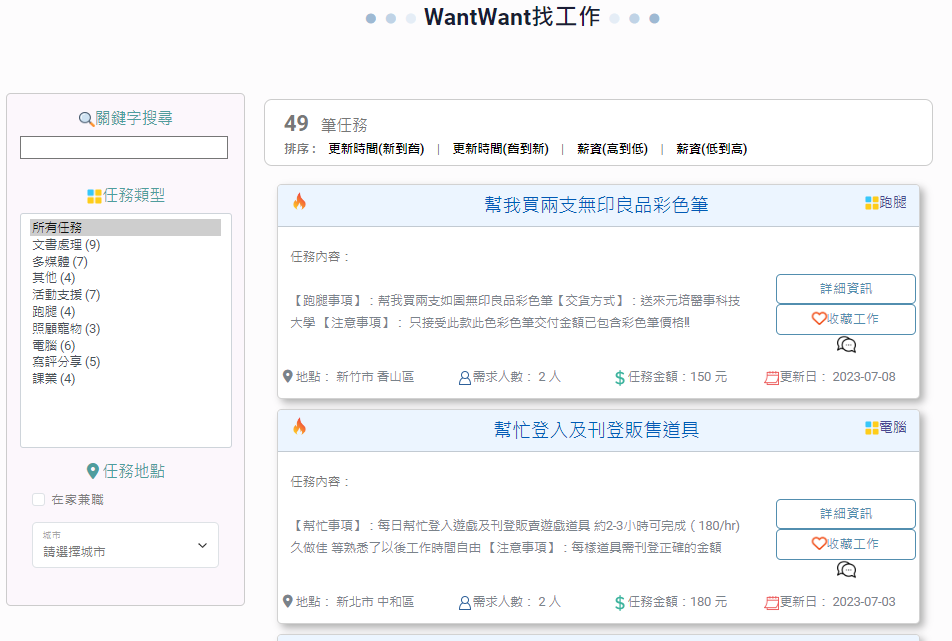 WantWant找工作
關鍵字搜尋
任務類型
所有任務
文書處理 (9)
多媒體 (7)
其他 (4)
活動支援 (7)
跑腿 (4)
照顧寵物 (3)
電腦 (6)
寫評分享 (5)
課業 (4)
任務地點
在家兼職
城市
請選擇城市
49 筆任務
排序： 更新時間(新到舊) | 更新時間(舊到新) | 薪資(高到低) | 薪資(低到高)
幫我買兩支無印良品彩色筆
跑腿
任務內容：
【跑腿事項】：幫我買兩支如圖無印良品彩色筆【交貨方式】：送來元培醫事科技
大學 【注意事項】： 只接受此款此色彩色筆交付金額已包含彩色筆價格!!
詳細資訊
收藏工作
地點： 新竹市 香山區 需求人數： 2 人 任務金額：150 元 更新日： 2023-07-08
幫忙登入及刊登販售道具
電腦
任務內容：
【幫忙事項】：每日幫忙登入遊戲及刊登販賣遊戲道具 約2-3小時可完成（180/hr)
久做佳 等熟悉了以後工作時間自由 【注意事項】：每樣道具需刊登正確的金額
詳細資訊
收藏工作
地點： 新北市 中和區 需求人數： 2 人 任務金額：180 元 更新日： 2023-07-03